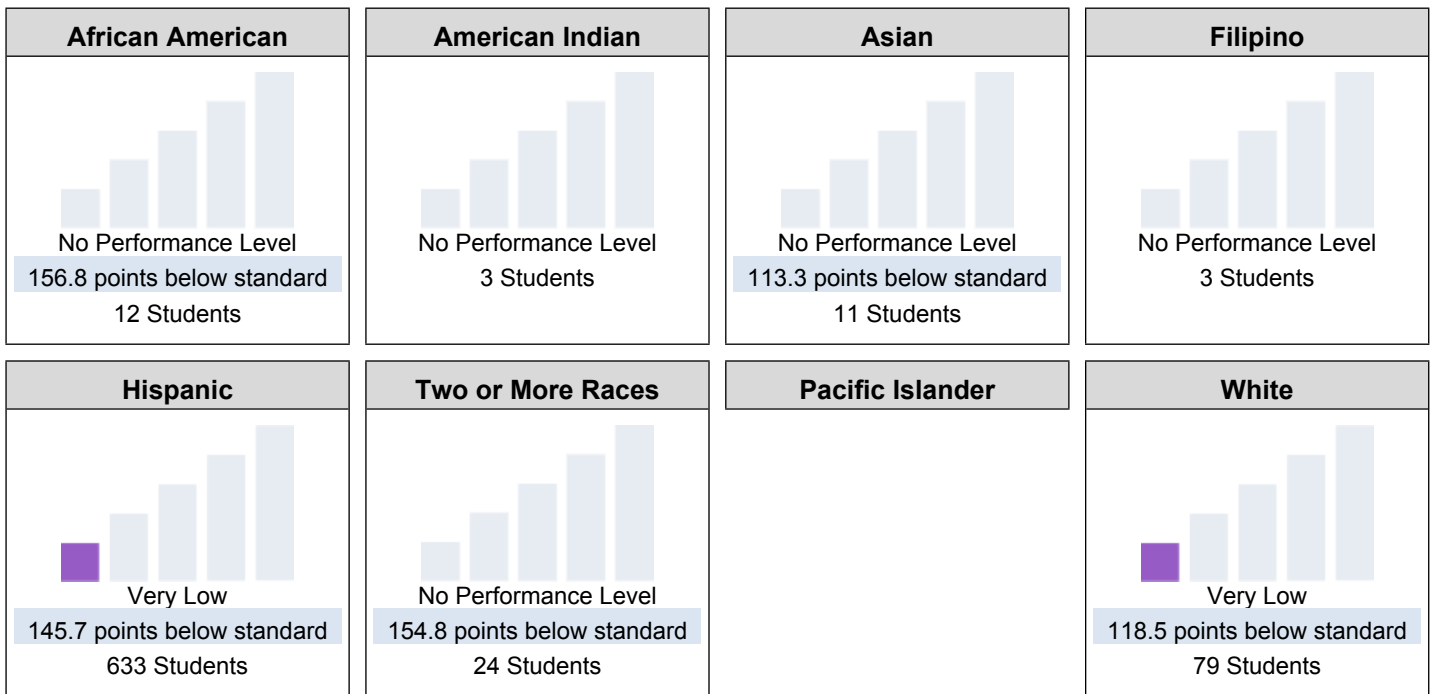 African American
No Performance Level
156.8 points below standard
12 Students
American Indian
No Performance Level
3 Students
Asian
No Performance Level
113.3 points below standard
11 Students
Filipino
No Performance Level
3 Students
Hispanic
Very Low
145.7 points below standard
633 Students
Two or More Races
No Performance Level
154.8 points below standard
24 Students
Pacific Islander
White
Very Low
118.5 points below standard
79 Students